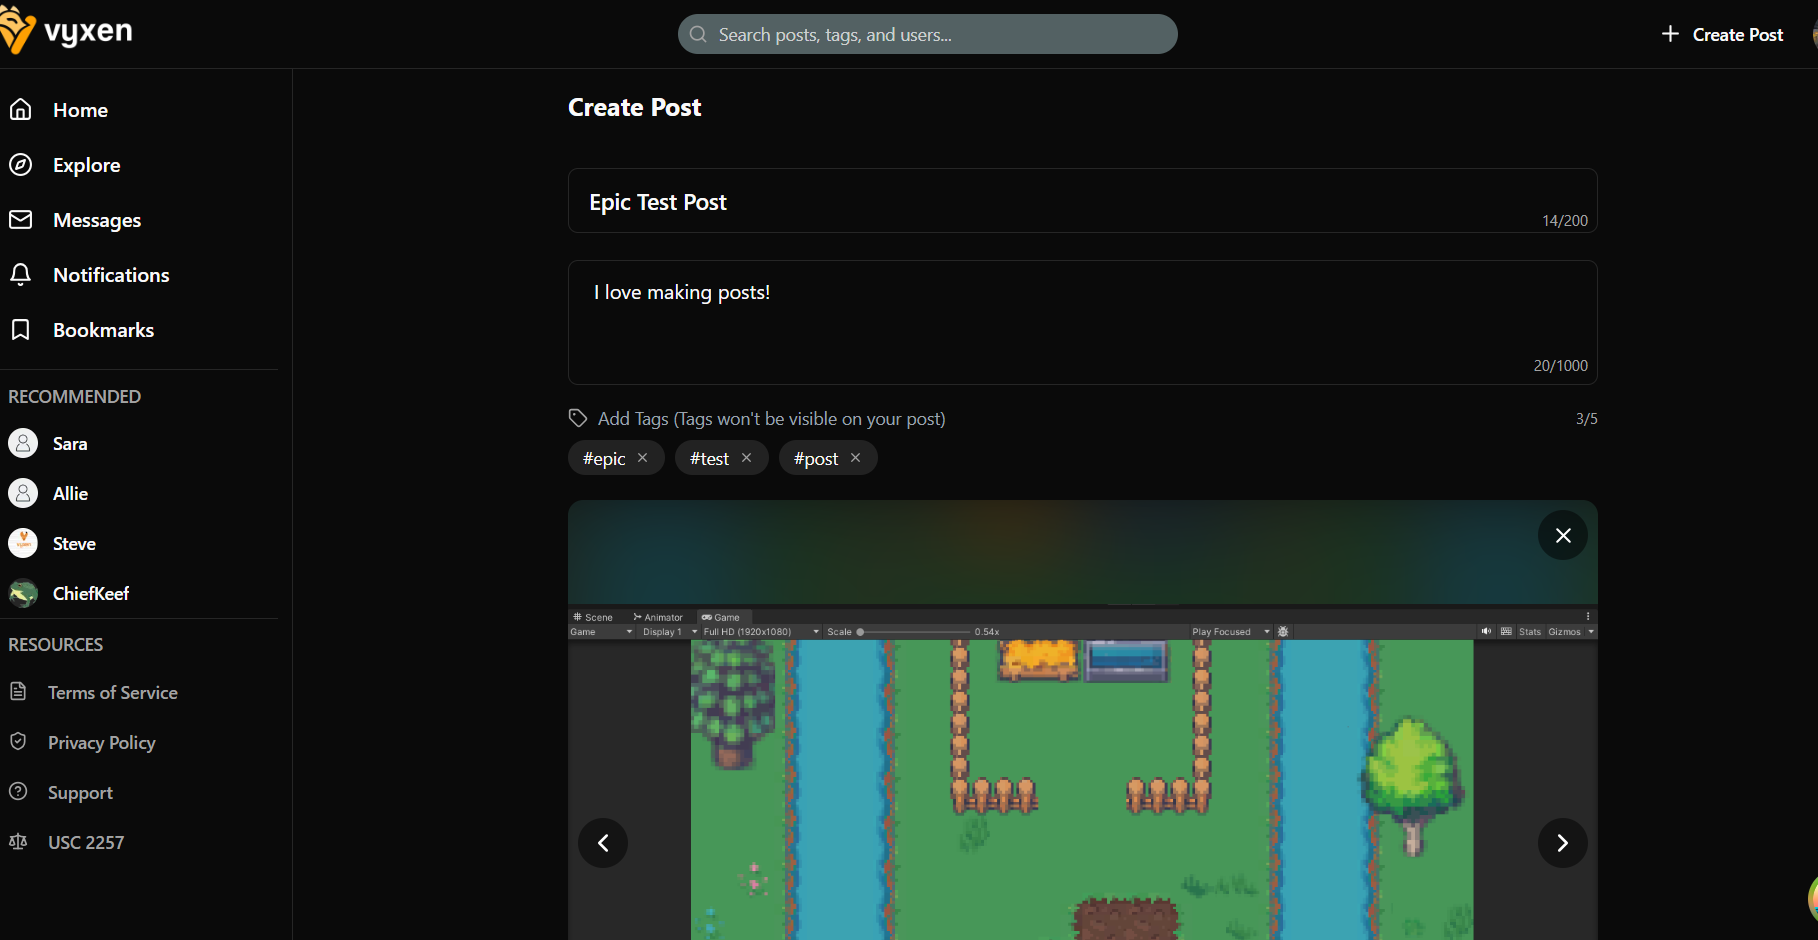 vyxen
Search posts, tags, and users...
Create Post
Home
Explore
Messages
Notifications
Bookmarks
RECOMMENDED
Sara
Allie
Steve
ChiefKeef
RESOURCES
Terms of Service
Privacy Policy
Support
USC 2257
Create Post
Epic Test Post
14/200
I love making posts!
20/1000
Add Tags (Tags won't be visible on your post)
3/5
#epic
#test
#post
Scene Animator Game
Game Display 1 Full HD (1920x1080) Scale 0.54x Play Focused Stats Gizmos